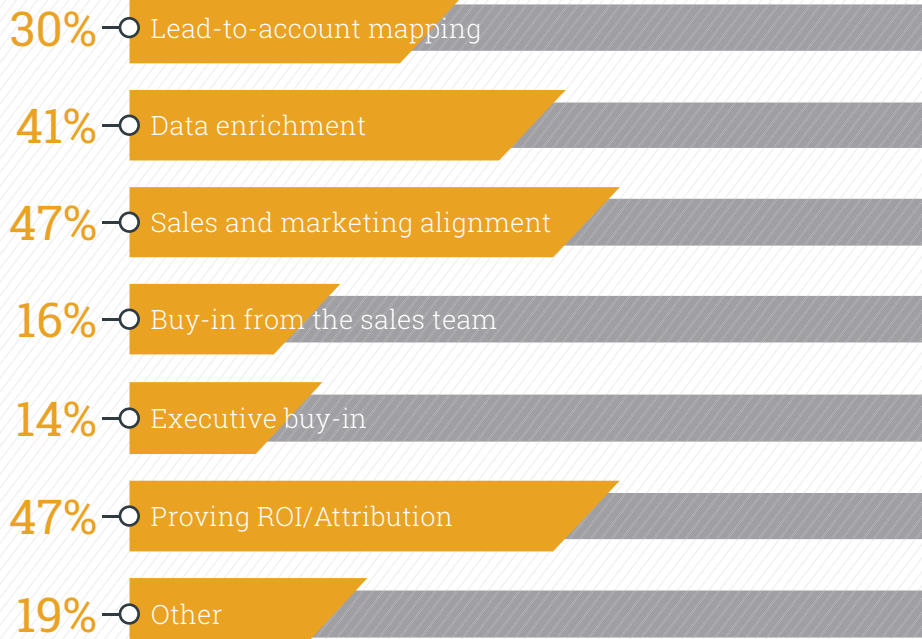 30% Lead-to-account mapping
41% Data enrichment
47% Sales and marketing alignment
16% Buy-in from the sales team
14% Executive buy-in
47% Proving ROI/Attribution
19% Other